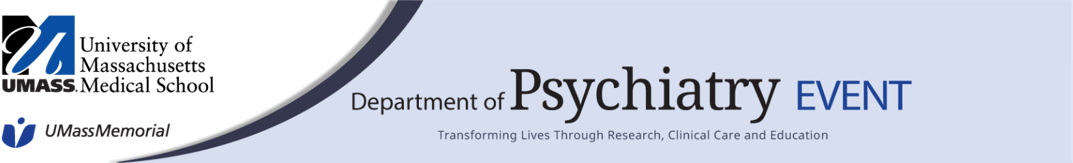 University of
Massachusetts
UMASS. Medical School
UMassMemorial
Department of Psychiatry EVENT
Transforming Lives Through Research, Clinical Care and Education